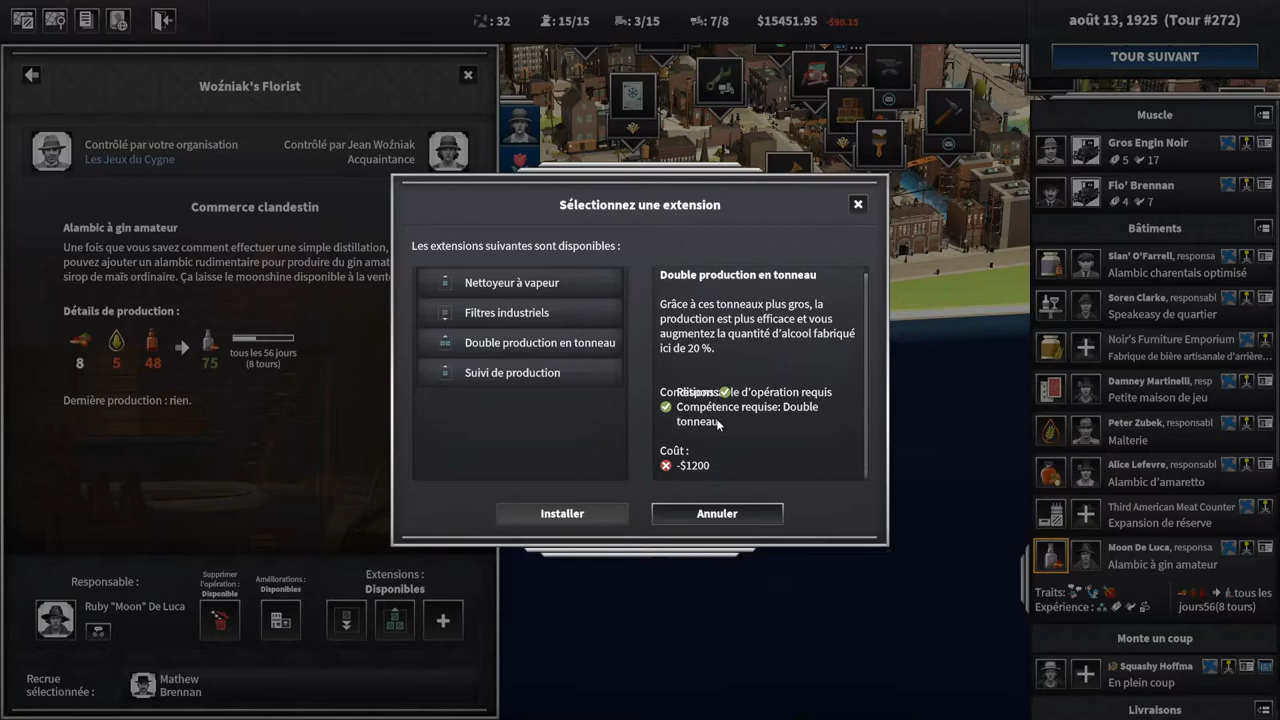 : 32
: 15/15
: 3/15
: 7/8
$15451.95
-$90.15
août 13, 1925 (Tour #272)
TOUR SUIVANT
Woźniak's Florist
Contrôlé par votre organisation
Les Jeux du Cygne
Contrôlé par Jean Woźniak
Acquaintance
Commerce clandestin
Alambic à gin amateur
Une fois que vous savez comment effectuer une simple distillation,
pouvez ajouter un alambic rudimentaire pour produire du gin amat
sirop de maïs ordinaire. Ça laisse le moonshine disponible à la vente
Détails de production :
8
5
48
75
tous les 56 jours
(8 tours)
Dernière production : rien.
Responsable :
Ruby "Moon" De Luca
Supprimer
l'opération :
Disponible
Améliorations :
Disponibles
Extensions :
Disponibles
Recrue
sélectionnée :
Mathew
Brennan
Sélectionnez une extension
Les extensions suivantes sont disponibles :
Nettoyeur à vapeur
Filtres industriels
Double production en tonneau
Suivi de production
Double production en tonneau
Grâce à ces tonneaux plus gros, la
production est plus efficace et vous
augmentez la quantité d'alcool fabriqué
ici de 20 %.
d'opération requis
Compétence requise: Double
tonneau
Coût :
-$1200
Installer
Annuler
Muscle
Gros Engin Noir
5
17
Flo' Brennan
4
7
Bâtiments
Slan' O'Farrell, responsa
Alambic charentais optimisé
Soren Clarke, responsabl
Speakeasy de quartier
Noir's Furniture Emporium
Fabrique de bière artisanale d'arrière...
Damney Martinelli, resp
Petite maison de jeu
Peter Zubek, responsabl
Malterie
Alice Lefevre, responsabl
Alambic d'amaretto
Third American Meat Counter
Expansion de réserve
Moon De Luca, responsa
Alambic à gin amateur
Traits:
Expérience :
tous les
jours56(8 tours)
Monte un coup
Squashy Hoffma
En plein coup
Livraisons